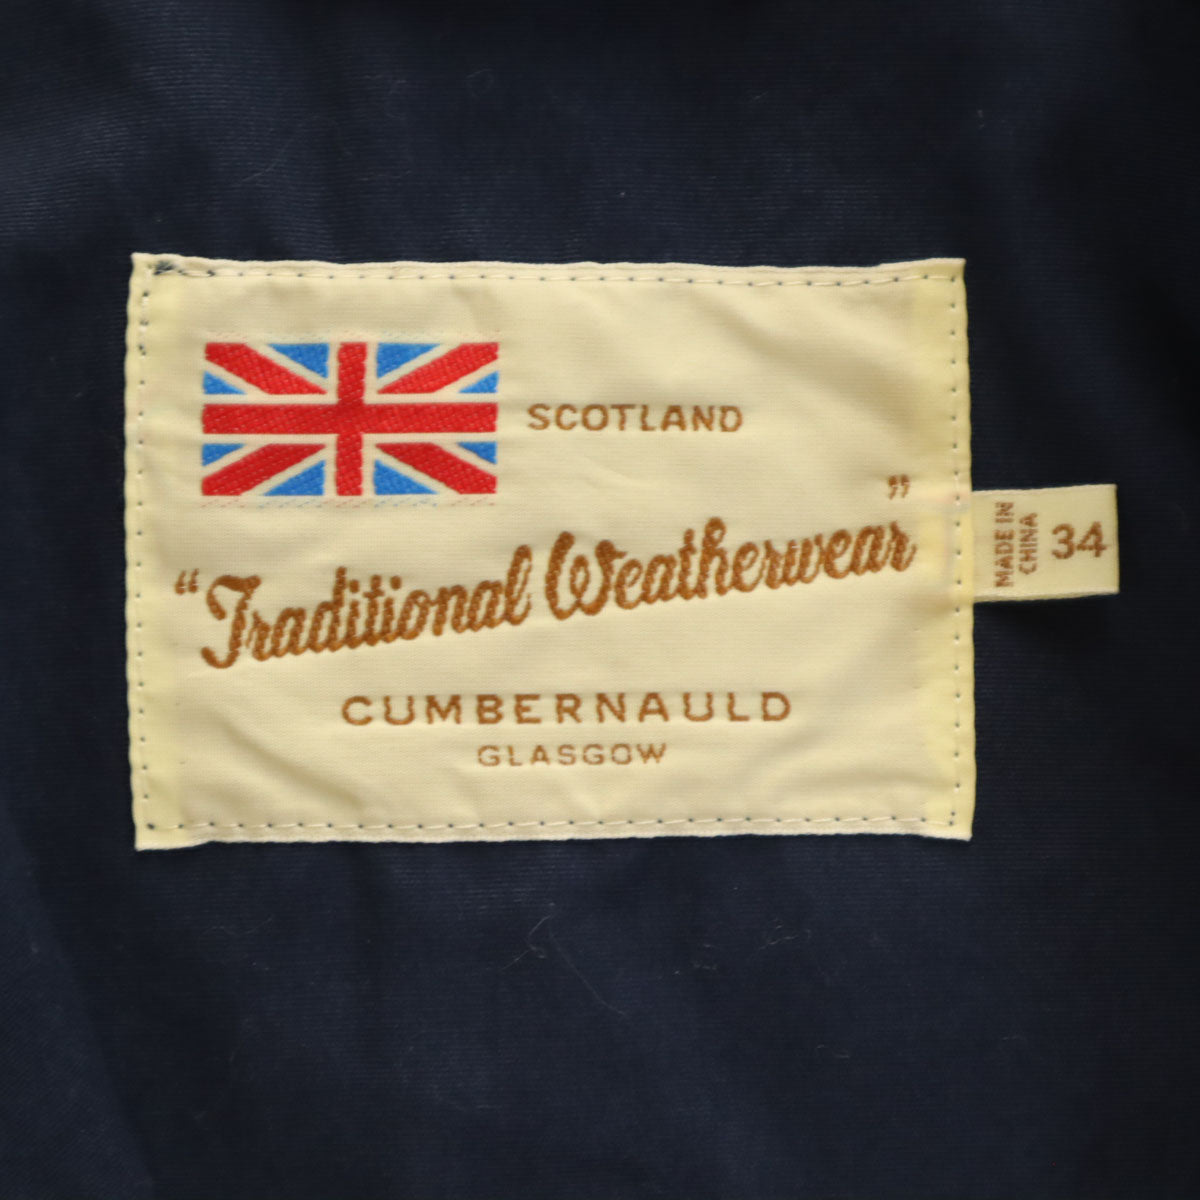 SCOTLAND
"Traditional Weatherwear"
CUMBERNAULD
GLASGOW
MADE IN
CHINA
34